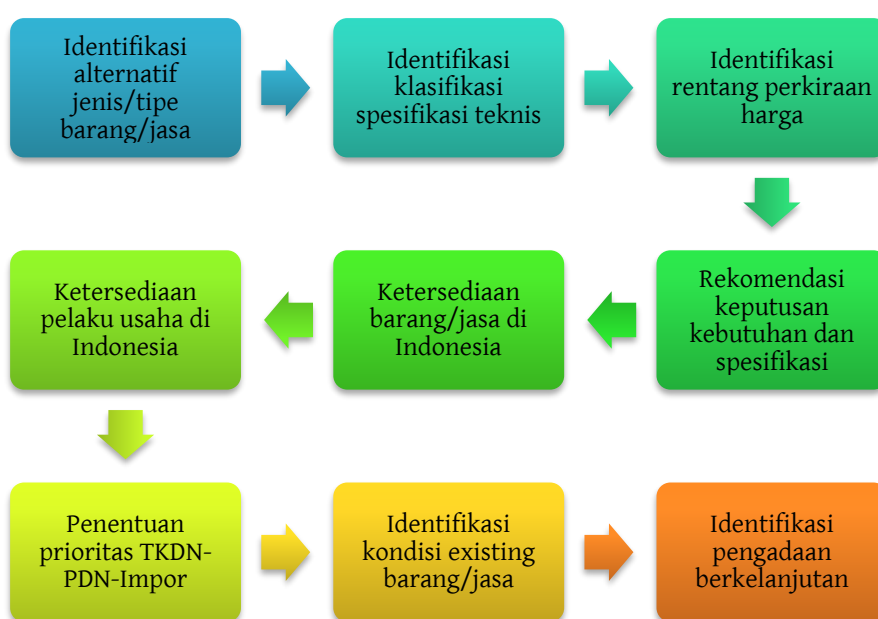 Identifikasi
alternatif
jenis/tipe
barang/jasa
Identifikasi
klasifikasi
spesifikasi teknis
Identifikasi
rentang perkiraan
harga
Rekomendasi
keputusan
kebutuhan dan
spesifikasi
Ketersediaan
barang/jasa di
Indonesia
Ketersediaan
pelaku usaha di
Indonesia
Penentuan
prioritas TKDN-
PDN-Impor
Identifikasi
kondisi existing
barang/jasa
Identifikasi
pengadaan
berkelanjutan